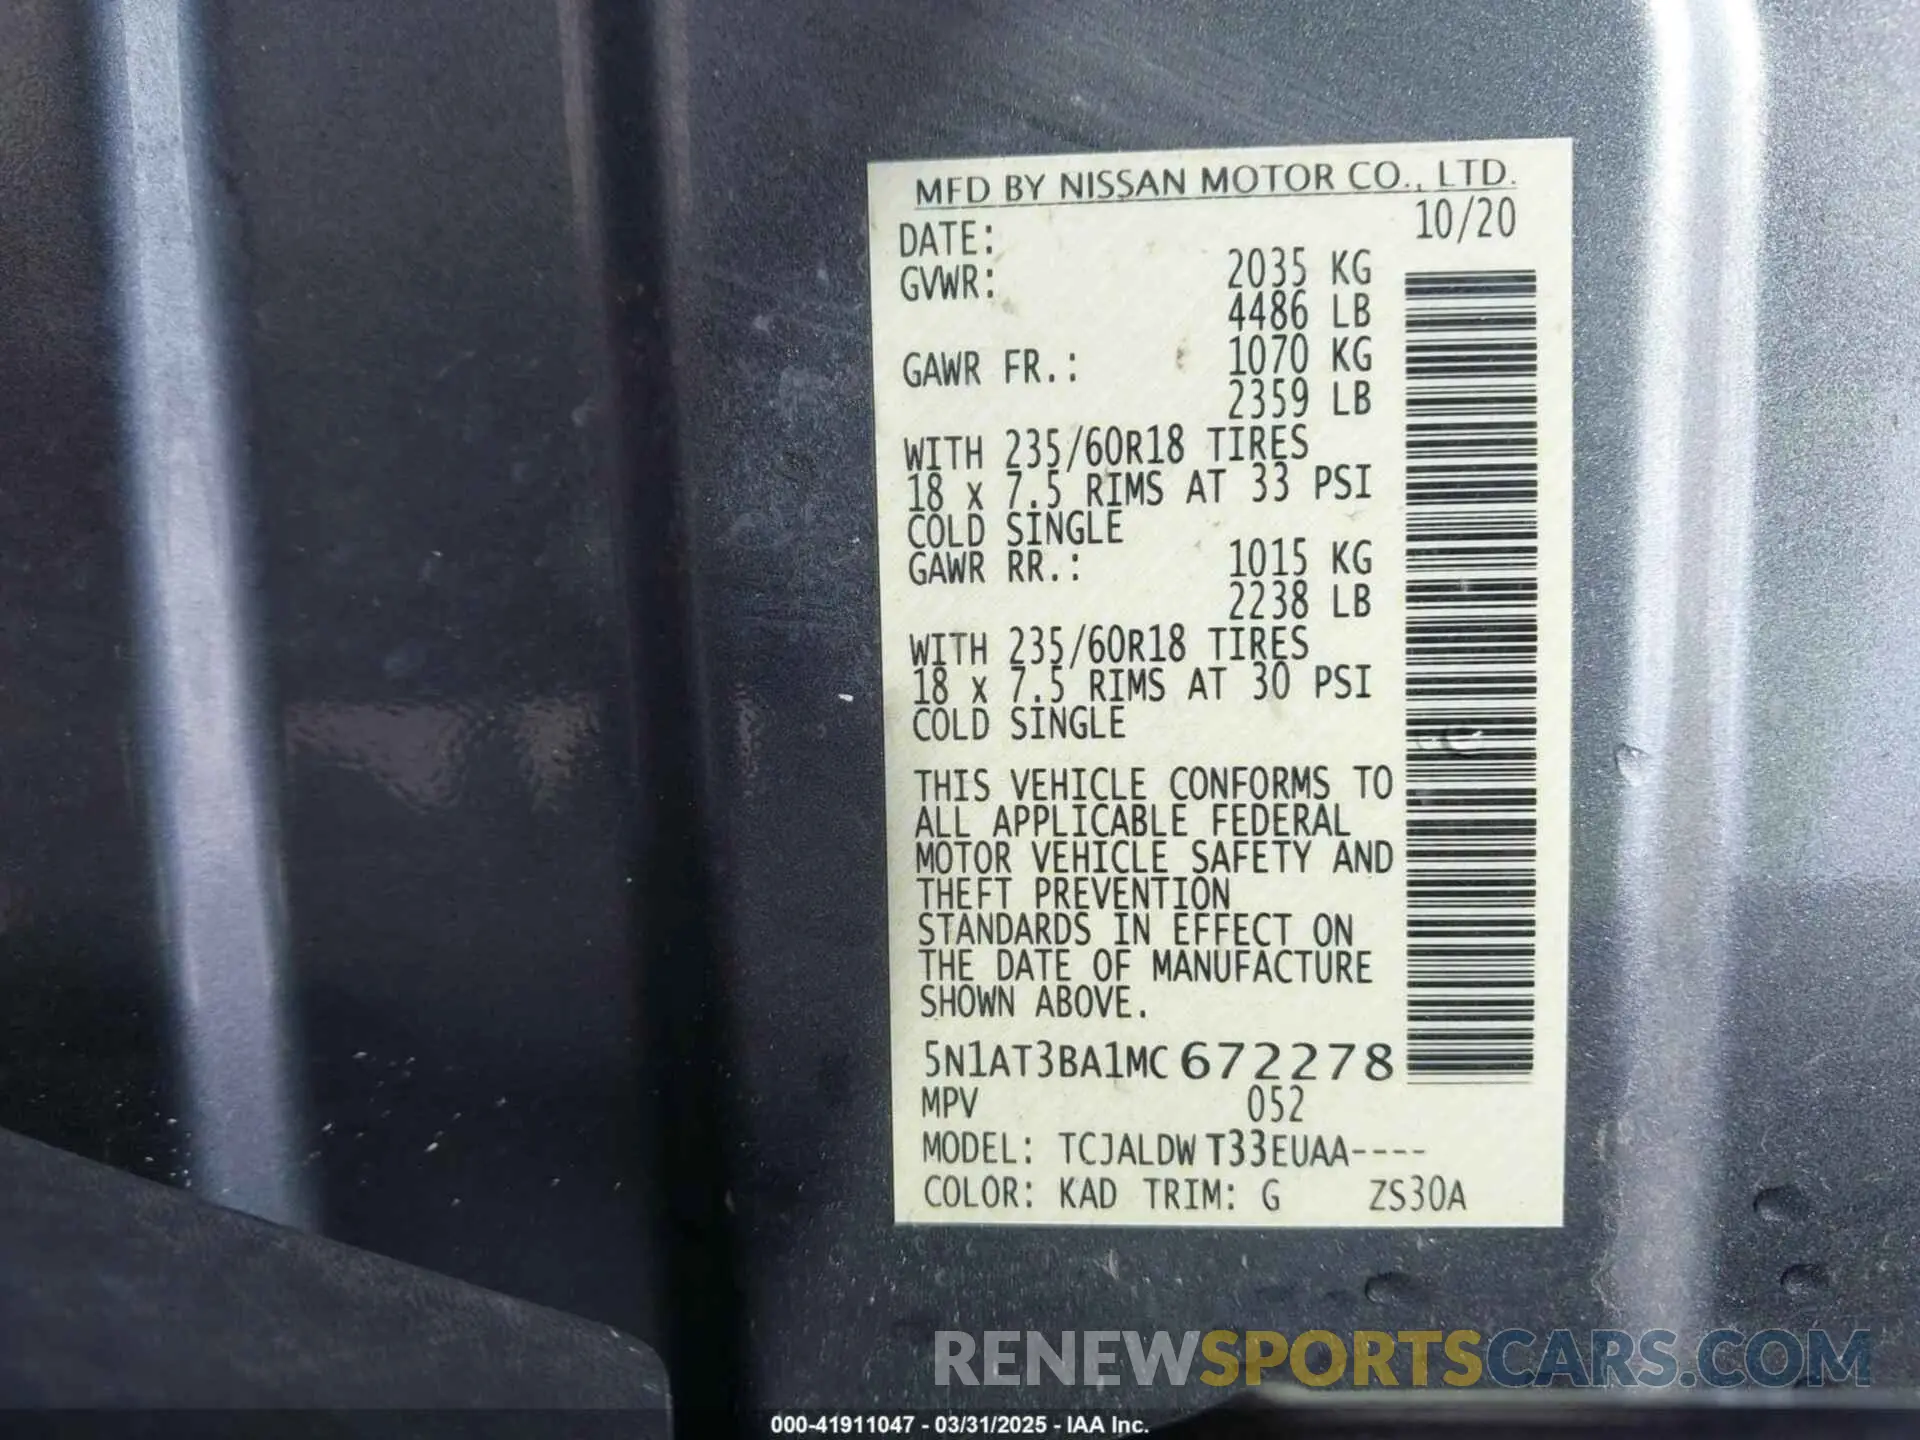 MFD BY NISSAN MOTOR CO., LTD.
DATE: 10/20
GVWR: 2035 KG
4486 LB
GAWR FR.: 1070 KG
2359 LB
WITH 235/60R18 TIRES
18 x 7.5 RIMS AT 33 PSI
COLD SINGLE
GAWR RR.: 1015 KG
2238 LB
WITH 235/60R18 TIRES
18 x 7.5 RIMS AT 30 PSI
COLD SINGLE
THIS VEHICLE CONFORMS TO
ALL APPLICABLE FEDERAL
MOTOR VEHICLE SAFETY AND
THEFT PREVENTION
STANDARDS IN EFFECT ON
THE DATE OF MANUFACTURE
SHOWN ABOVE.
5N1AT3BA1MC672278
MPV 052
MODEL: TCJALDW T33EUAA----
COLOR: KAD TRIM: G ZS30A
RENEWSPORTSCARS.COM
000-41911047 - 03/31/2025 - IAA Inc.